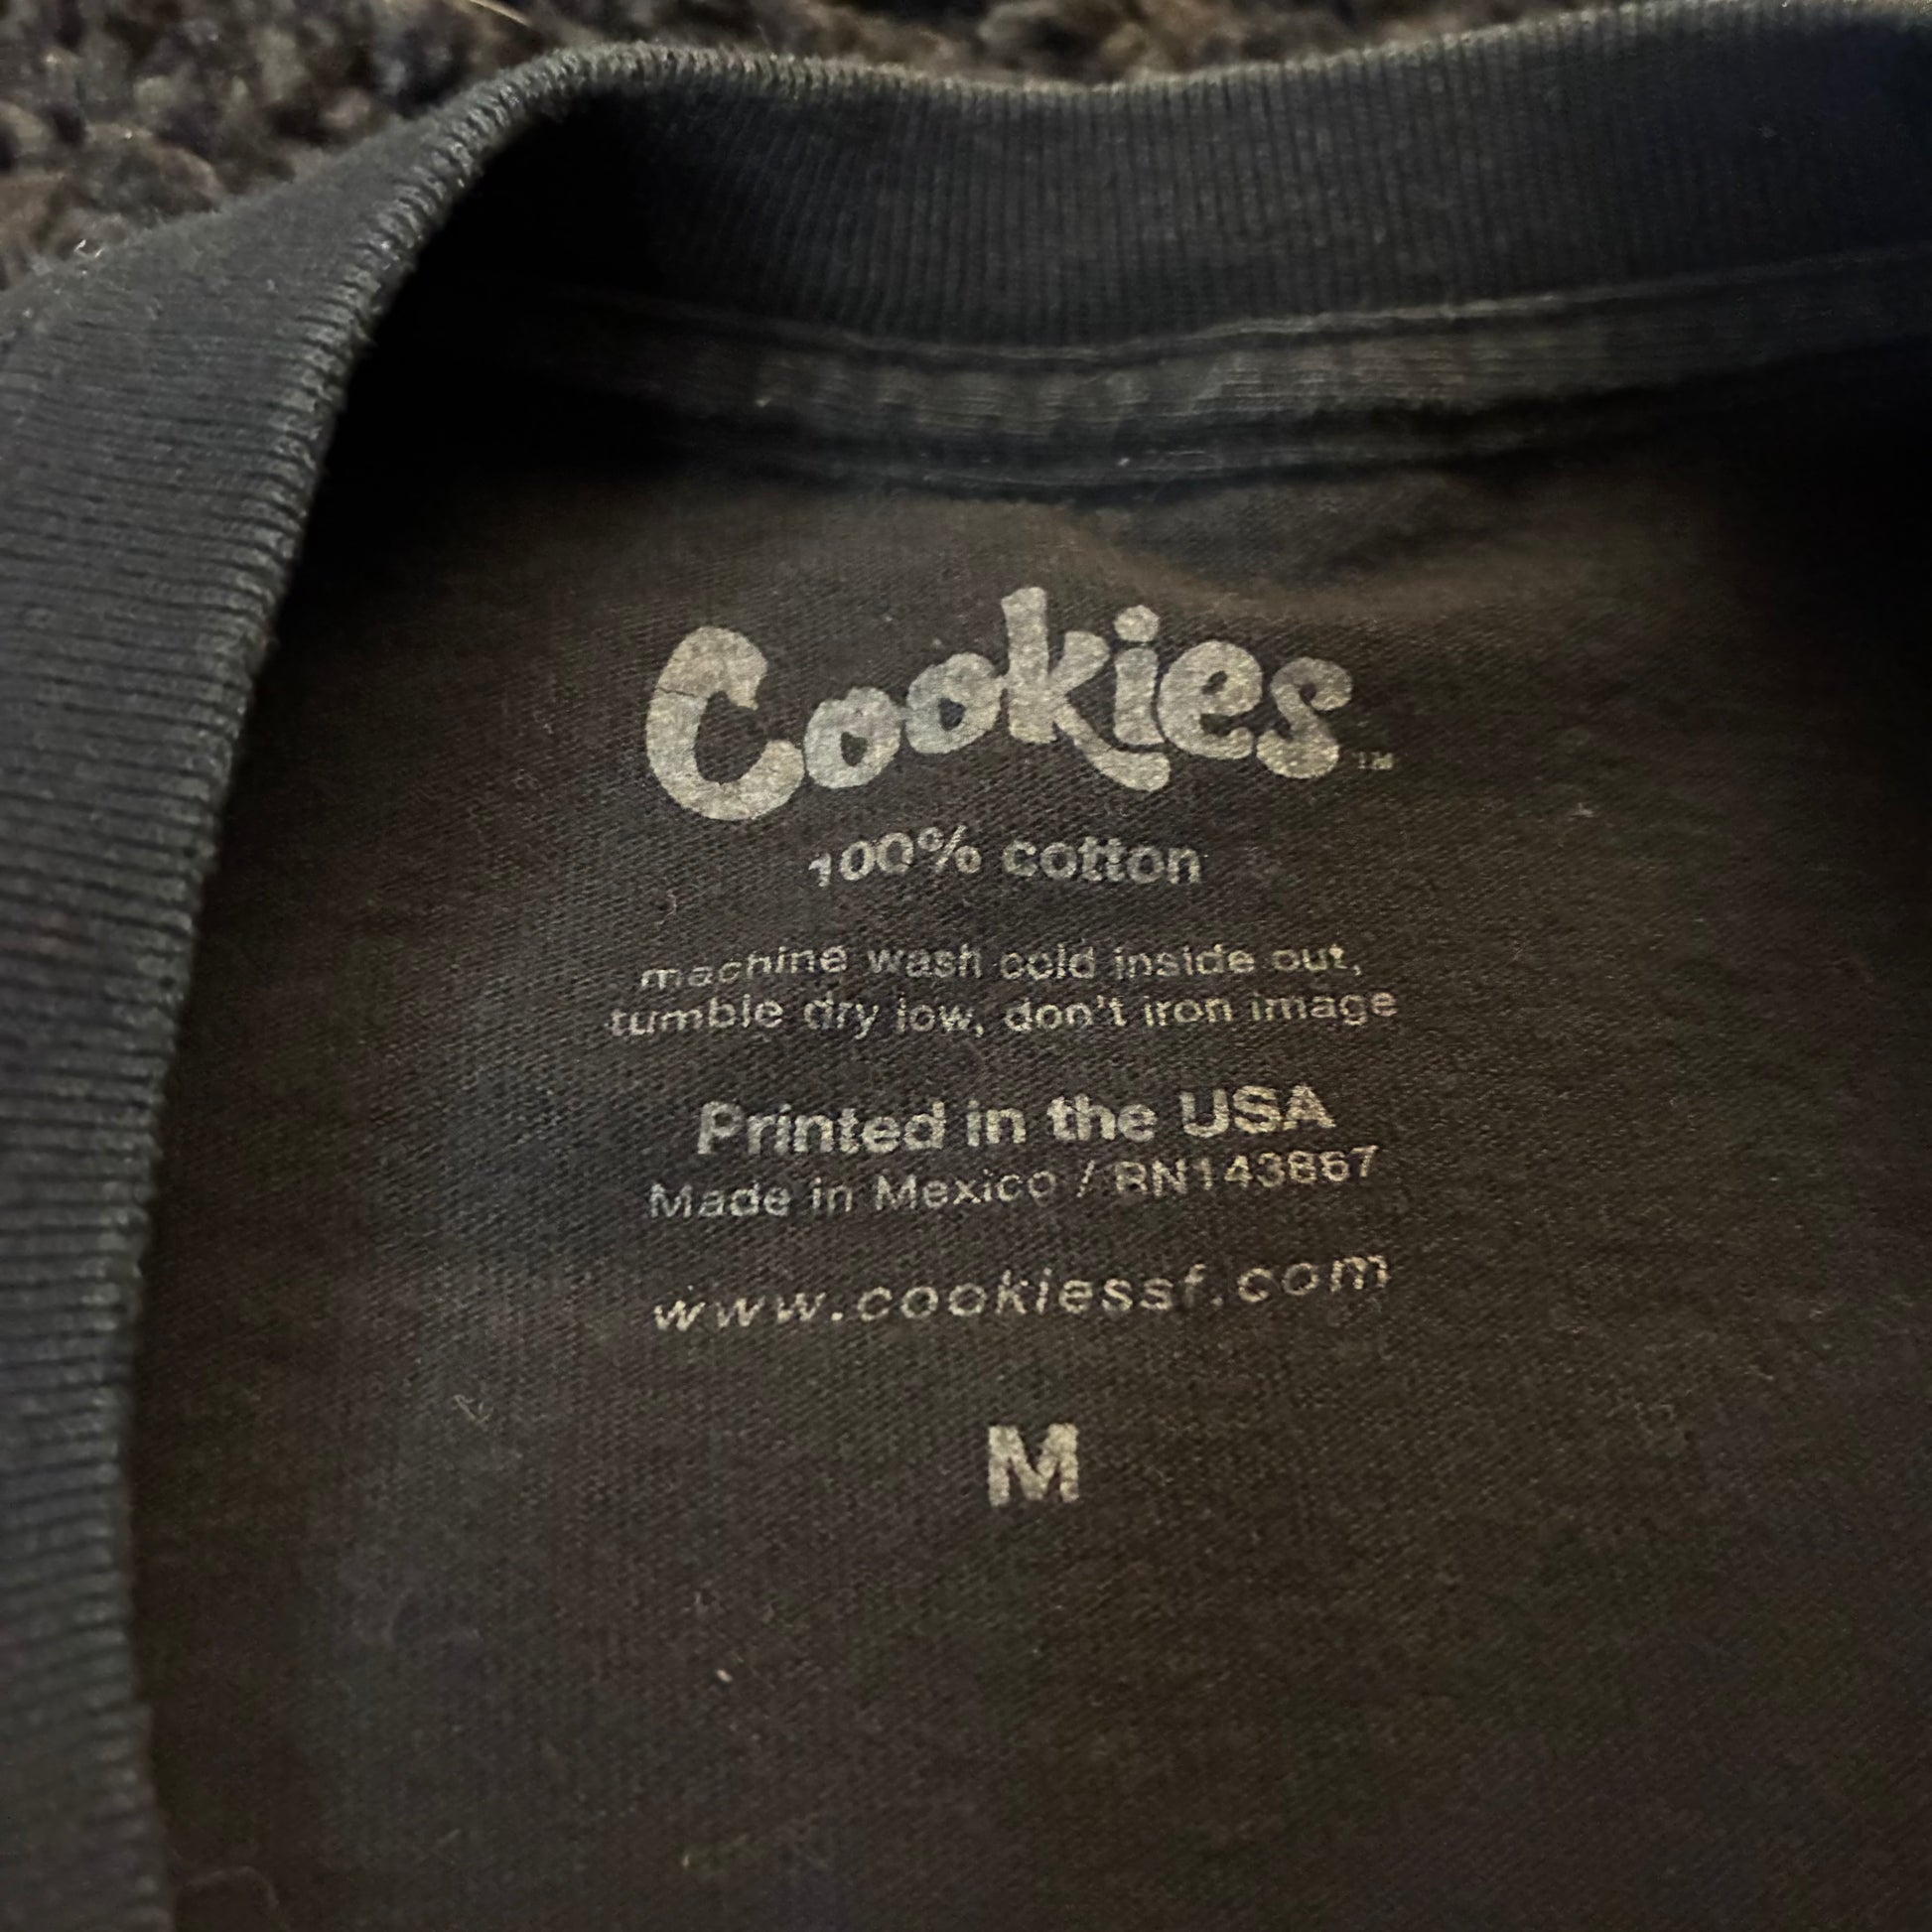 Cookies™
100% cotton
machine wash cold inside out,
tumble dry low, don't iron image
Printed in the USA
Made in Mexico / RN143867
www.cookiessf.com
M